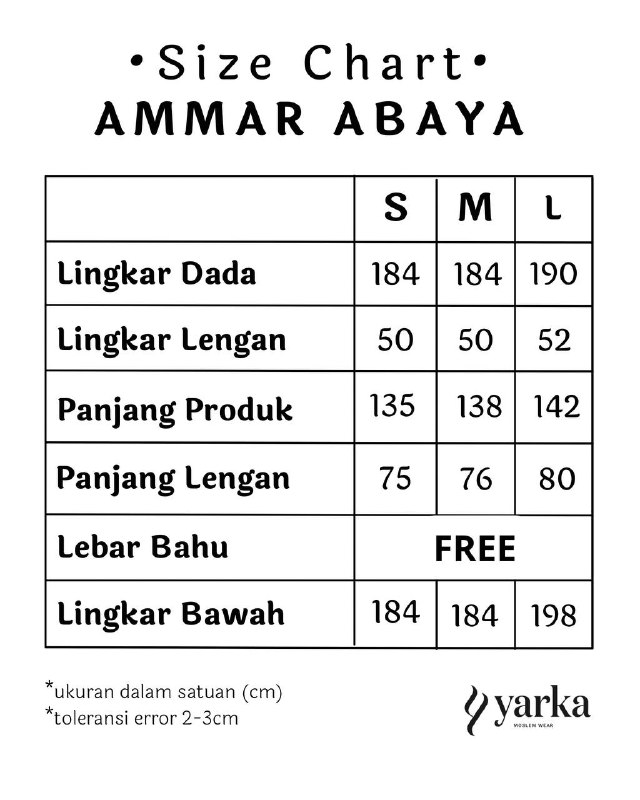 •Size Chart•
AMMAR ABAYA
S M L
Lingkar Dada 184 184 190
Lingkar Lengan 50 50 52
Panjang Produk 135 138 142
Panjang Lengan 75 76 80
Lebar Bahu FREE
Lingkar Bawah 184 184 198
*ukuran dalam satuan (cm)
*toleransi error 2-3cm
yarka
MOSLEM WEAR